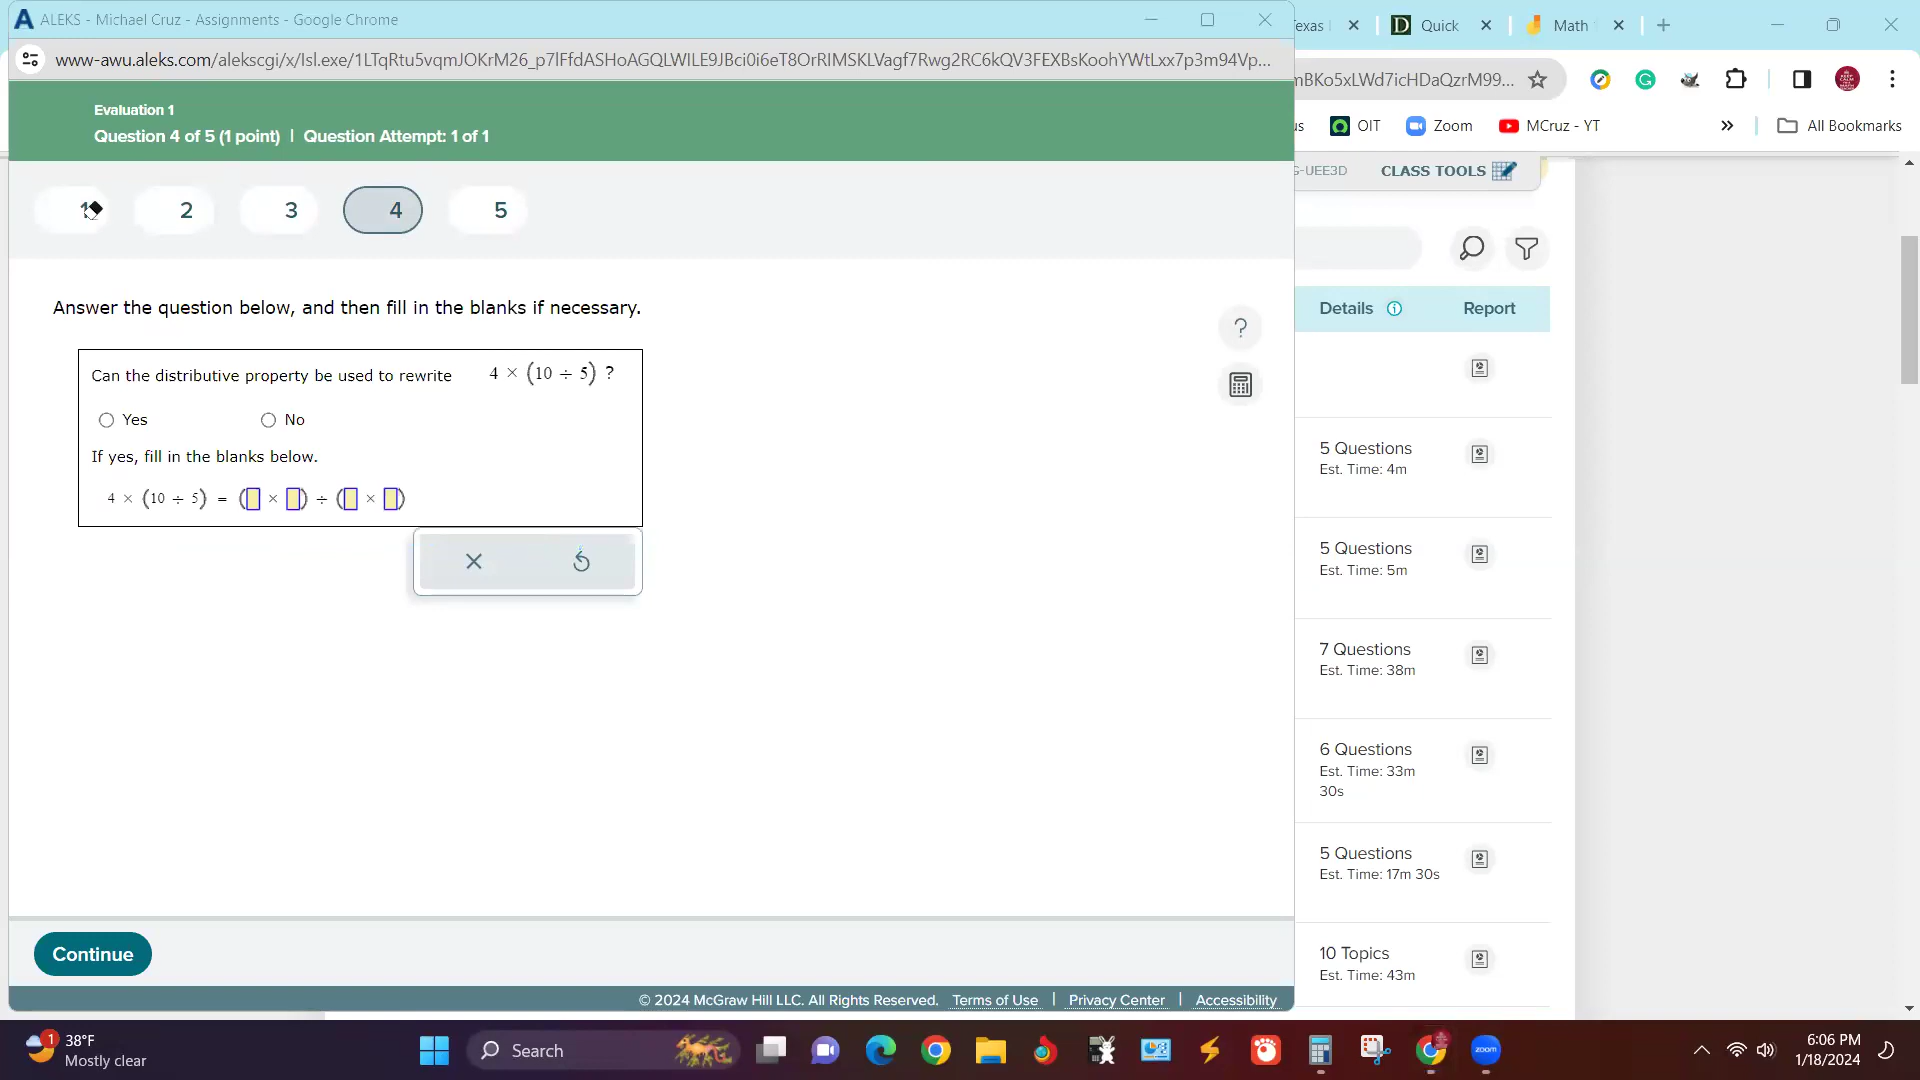 ALEKS - Michael Cruz - Assignments - Google Chrome
Texas
Quick
Math
www-awu.aleks.com/alekscgi/x/Isl.exe/1LTqRtu5vqmJOKrM26_p7lFfdASHoAGQLWILE9JBci0i6eT8OrRIMSKLVagf7Rwg2RC6kQV3FEXBsKoohYWtLxx7p3m94Vp...
mBKo5xLWd7icHDaQzrM99...
OIT
Zoom
MCruz - YT
»
All Bookmarks
Evaluation 1
Question 4 of 5 (1 point) | Question Attempt: 1 of 1
G-UEE3D
CLASS TOOLS
1 2 3 4 5
Answer the question below, and then fill in the blanks if necessary.
Can the distributive property be used to rewrite 4 × (10 ÷ 5) ?
Yes No
If yes, fill in the blanks below.
4 × (10 ÷ 5) = ( × ) ÷ ( × )
?
Details
Report
5 Questions
Est. Time: 4m
5 Questions
Est. Time: 5m
7 Questions
Est. Time: 38m
6 Questions
Est. Time: 33m
30s
5 Questions
Est. Time: 17m 30s
10 Topics
Est. Time: 43m
Continue
© 2024 McGraw Hill LLC. All Rights Reserved. Terms of Use | Privacy Center | Accessibility
1
38°F
Mostly clear
Search
zoom
6:06 PM
1/18/2024